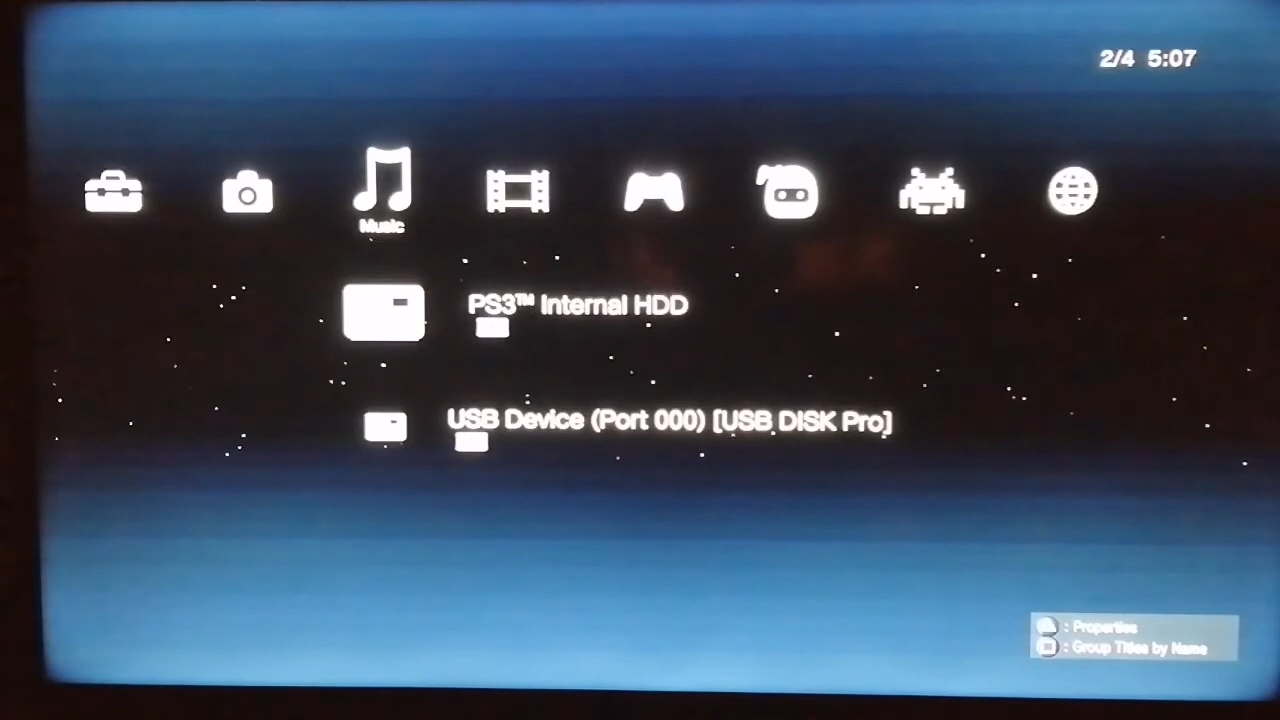 2/4 5:07
Music
PS3™ Internal HDD
USB Device (Port 000) [USB DISK Pro]
: Properties
: Group Titles by Name